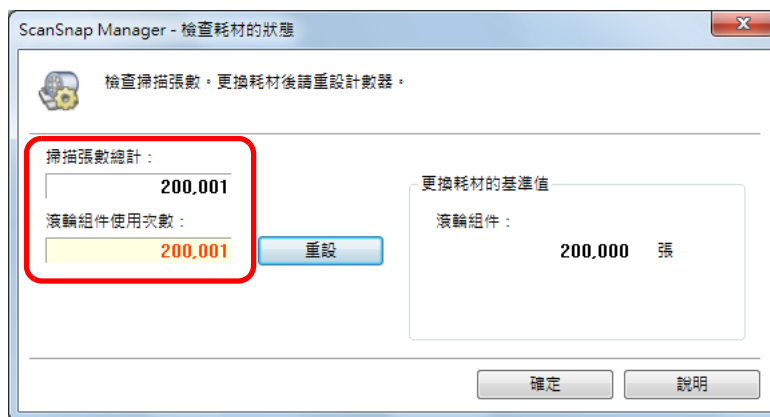 ScanSnap Manager - 檢查耗材的狀態
檢查掃描張數。更換耗材後請重設計數器。
掃描張數總計：
200,001
滾輪組件使用次數：
200,001
重設
更換耗材的基準值
滾輪組件：
200,000 張
確定
說明